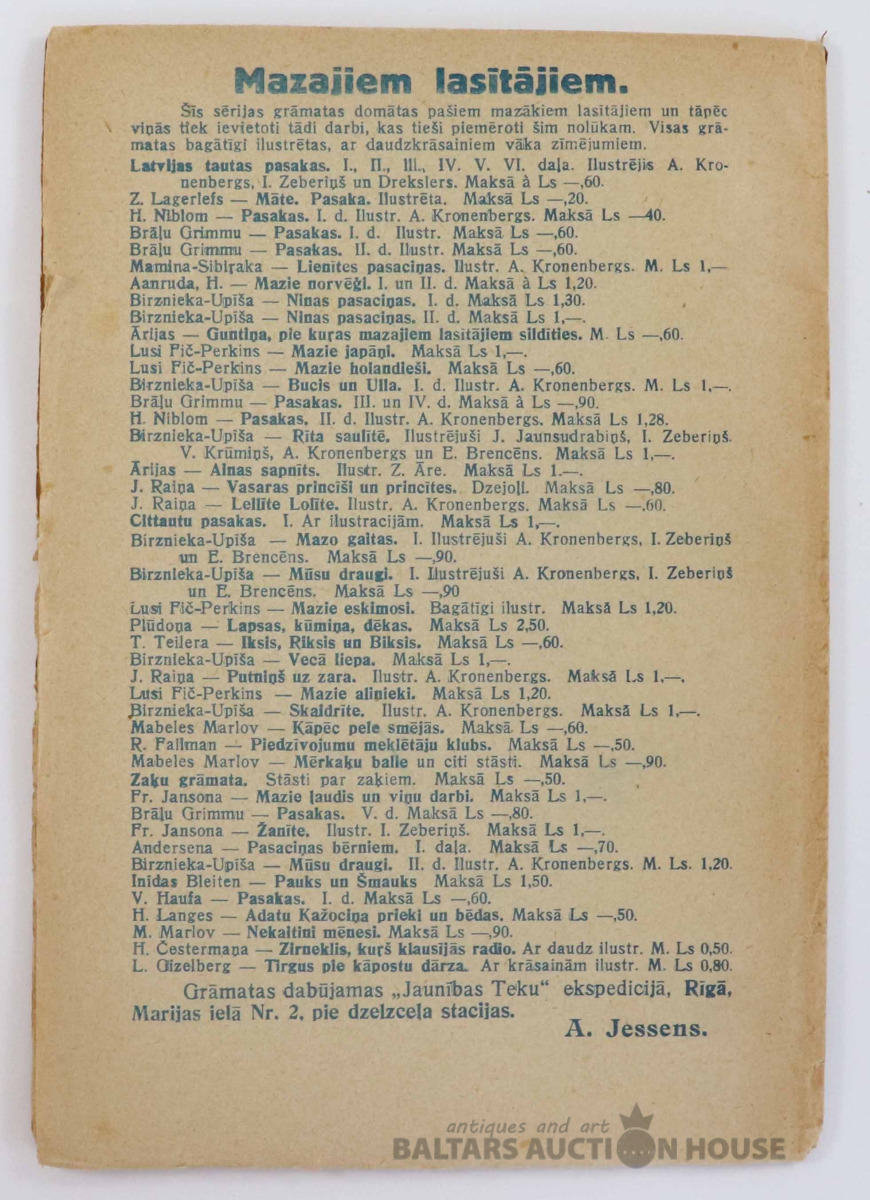 Mazajiem lasītājiem.
Šīs sērijas grāmatas domātas pašiem mazākiem lasītājiem un tāpēc
viņās tiek ievietoti tādi darbi, kas tieši piemēroti šim nolūkam. Visas grā-
matas bagātīgi ilustrētas, ar daudzkrāsainiem vāka zīmējumiem.
Latvijas tautas pasakas. I., II., III., IV. V. VI. daļa. Ilustrējis A. Kro-
nenbergs, I. Zeberiņš un Drekslers. Maksā à Ls —,60.
Z. Lagerlefs — Māte. Pasaka. Ilustrēta. Maksā Ls —,20.
H. Niblom — Pasakas. I. d. Ilustr. A. Kronenbergs. Maksā Ls —40.
Brāļu Grimmu — Pasakas. I. d. Ilustr. Maksā Ls —,60.
Brāļu Grimmu — Pasakas. II. d. Ilustr. Maksā Ls —,60.
Mamina-Sibiŗaka — Lienītes pasaciņas. Ilustr. A. Kronenbergs. M. Ls 1,—
Aanruda, H. — Mazie norvēģi. I. un II. d. Maksā à Ls 1,20.
Birznieka-Upīša — Ninas pasaciņas. I. d. Maksā Ls 1,30.
Birznieka-Upīša — Ninas pasaciņas. II. d. Maksā Ls 1,—.
Ārijas — Guntiņa, pie kuŗas mazajiem lasītājiem sildīties. M. Ls —,60.
Lusi Fič-Perkins — Mazie japāņi. Maksā Ls 1,—.
Lusi Fič-Perkins — Mazie holandieši. Maksā Ls —,60.
Birznieka-Upīša — Bucis un Ulla. I. d. Ilustr. A. Kronenbergs. M. Ls 1,—.
Brāļu Grimmu — Pasakas. III. un IV. d. Maksā à Ls —,90.
H. Niblom — Pasakas. II. d. Ilustr. A. Kronenbergs. Maksā Ls 1,28.
Birznieka-Upīša — Rīta saulītē. Ilustrējuši J. Jaunsudrabiņš, I. Zeberiņš.
V. Krūmiņš, A. Kronenbergs un E. Brencēns. Maksā Ls 1,—.
Ārijas — Ainas sapnīts. Ilustr. Z. Āre. Maksā Ls 1.—.
J. Raiņa — Vasaras princīši un princītes. Dzejoļi. Maksā Ls —,80.
J. Raiņa — Lellīte Lolīte. Ilustr. A. Kronenbergs. Maksā Ls —,60.
Cittautu pasakas. I. Ar ilustracijām. Maksā Ls 1,—.
Birznieka-Upīša — Mazo gaitas. I. Ilustrējuši A. Kronenbergs, I. Zeberiņš
un E. Brencēns. Maksā Ls —,90.
Birznieka-Upīša — Mūsu draugi. I. Ilustrējuši A. Kronenbergs, I. Zeberiņš
un E. Brencēns. Maksā Ls —,90
Lusi Fič-Perkins — Mazie eskimosi. Bagātīgi ilustr. Maksā Ls 1,20.
Plūdoņa — Lapsas, kūmiņa, dēkas. Maksā Ls 2,50.
T. Teilera — Iksis, Riksis un Biksis. Maksā Ls —,60.
Birznieka-Upīša — Vecā liepa. Maksā Ls 1,—.
J. Raiņa — Putniņš uz zara. Ilustr. A. Kronenbergs. Maksā Ls 1.—.
Lusi Fič-Perkins — Mazie aliņieki. Maksā Ls 1,20.
Birznieka-Upīša — Skaidrīte. Ilustr. A. Kronenbergs. Maksā Ls 1.—.
Mabeles Marlov — Kāpēc pele smējās. Maksā Ls —,60.
R. Fallman — Piedzīvojumu meklētāju klubs. Maksā Ls —,50.
Mabeles Marlov — Mērkaķu balle un citi stāsti. Maksā Ls —,90.
Zaķu grāmata. Stāsti par zaķiem. Maksā Ls —,50.
Fr. Jansona — Mazie ļaudis un viņu darbi. Maksā Ls 1,—.
Brāļu Grimmu — Pasakas. V. d. Maksā Ls —,80.
Fr. Jansona — Žanīte. Ilustr. I. Zeberiņš. Maksā Ls 1,—.
Andersena — Pasaciņas bērniem. I. daļa. Maksā Ls —,70.
Birznieka-Upīša — Mūsu draugi. II. d. Ilustr. A. Kronenbergs. M. Ls. 1,20.
Inidas Bleiten — Pauks un Šmauks Maksā Ls 1,50.
V. Haufa — Pasakas. I. d. Maksā Ls —,60.
H. Langes — Adatu Kažociņa prieki un bēdas. Maksā Ls —,50.
M. Marlov — Nekaitini mēnesi. Maksā Ls —,90.
H. Čestermaņa — Zirneklis, kuŗš klausījās radio. Ar daudz ilustr. M. Ls 0,50.
L. Gizelberg — Tirgus pie kāpostu dārza. Ar krāsainām ilustr. M. Ls 0,80.
Grāmatas dabūjamas „Jaunības Teku“ ekspedicijā, Rīgā,
Marijas ielā Nr. 2, pie dzelzceļa stacijas.
A. Jessens.
antiques and art
BALTARS AUCTION HOUSE